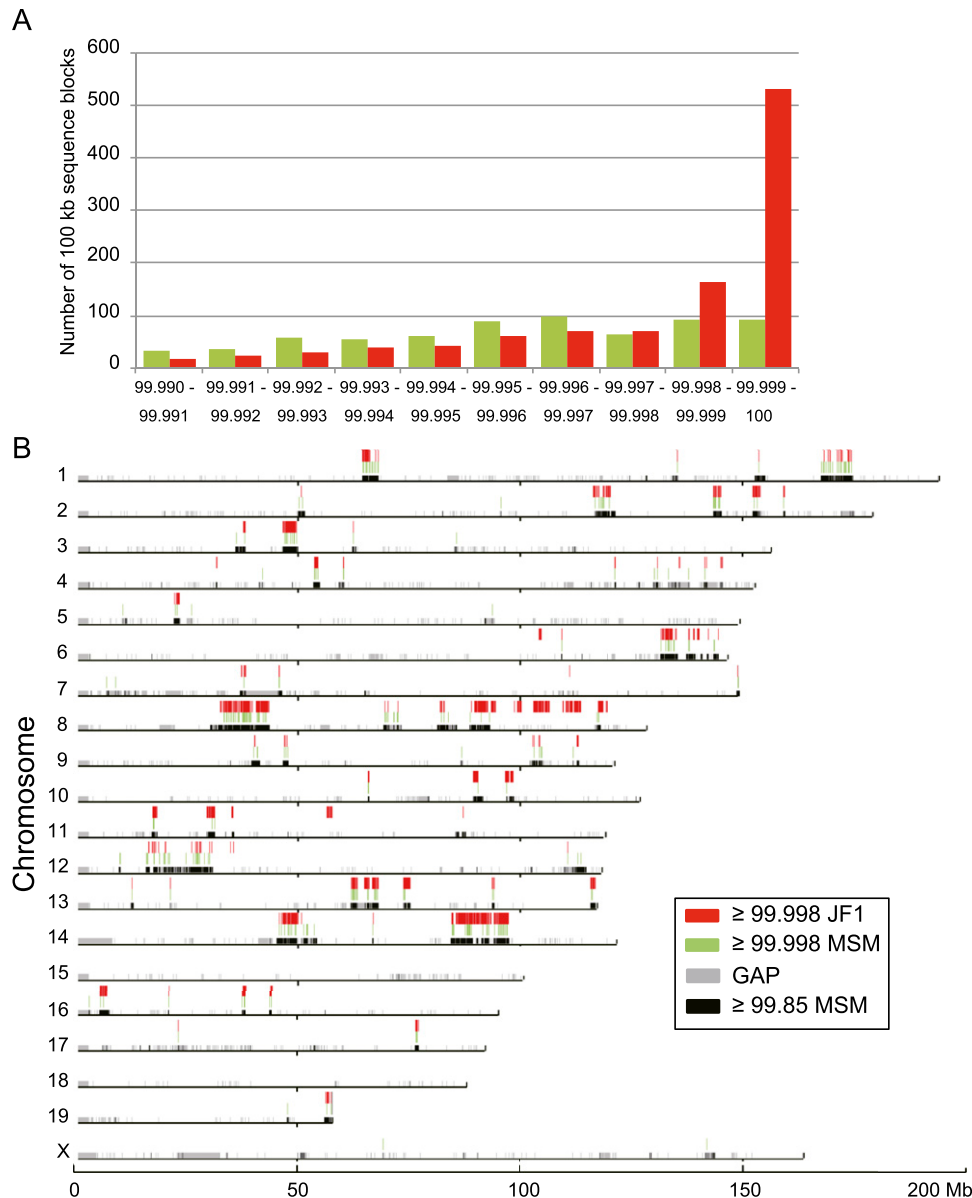 A
Number of 100 kb sequence blocks
600
500
400
300
200
100
0
99.990 - 99.991 - 99.992 - 99.993 - 99.994 - 99.995 - 99.996 - 99.997 - 99.998 - 99.999 -
99.991 99.992 99.993 99.994 99.995 99.996 99.997 99.998 99.999 100
B
Chromosome
1
2
3
4
5
6
7
8
9
10
11
12
13
14
15
16
17
18
19
X
≥ 99.998 JF1
≥ 99.998 MSM
GAP
≥ 99.85 MSM
0 50 100 150 200 Mb